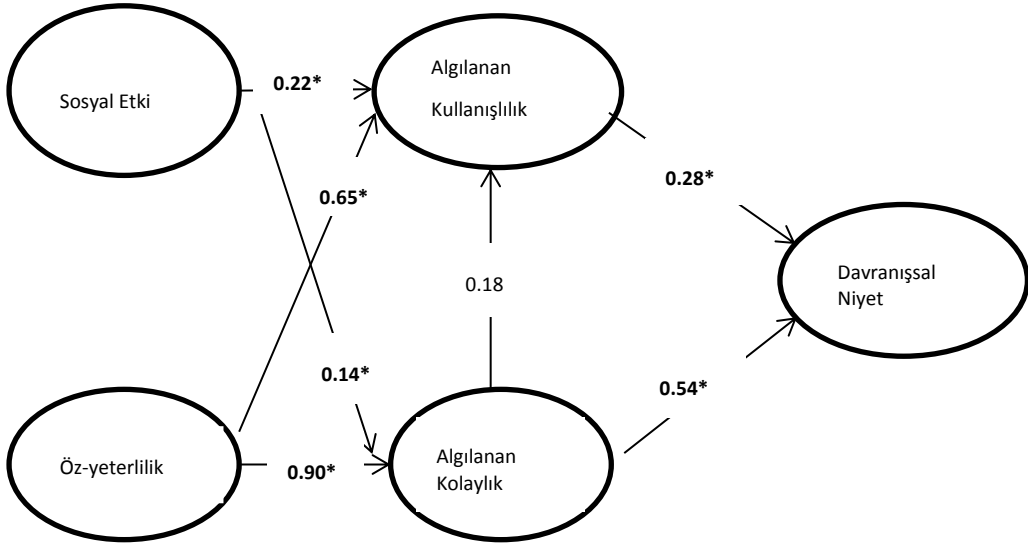 Sosyal Etki
0.22*
Algılanan
Kullanışlılık
0.65*
0.28*
0.18
Davranışsal
Niyet
0.14*
0.54*
Öz-yeterlilik
0.90*
Algılanan
Kolaylık